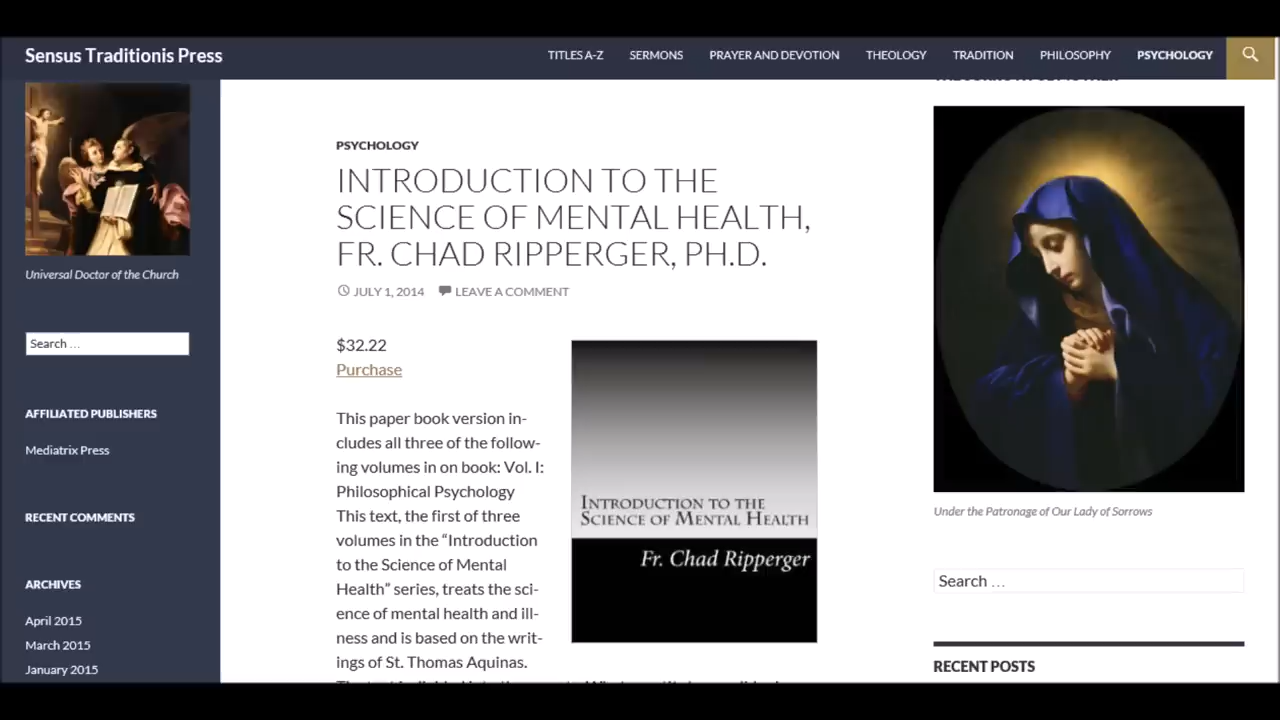 Sensus Traditionis Press
TITLES A-Z
SERMONS
PRAYER AND DEVOTION
THEOLOGY
TRADITION
PHILOSOPHY
PSYCHOLOGY
Universal Doctor of the Church
Search ...
AFFILIATED PUBLISHERS
Mediatrix Press
RECENT COMMENTS
ARCHIVES
April 2015
March 2015
January 2015
PSYCHOLOGY
INTRODUCTION TO THE
SCIENCE OF MENTAL HEALTH,
FR. CHAD RIPPERGER, PH.D.
JULY 1, 2014
LEAVE A COMMENT
$32.22
Purchase
This paper book version in-
cludes all three of the follow-
ing volumes in on book: Vol. I:
Philosophical Psychology
This text, the first of three
volumes in the “Introduction
to the Science of Mental
Health” series, treats the sci-
ence of mental health and ill-
ness and is based on the writ-
ings of St. Thomas Aquinas.
INTRODUCTION TO THE
SCIENCE OF MENTAL HEALTH
Fr. Chad Ripperger
Under the Patronage of Our Lady of Sorrows
Search ...
RECENT POSTS